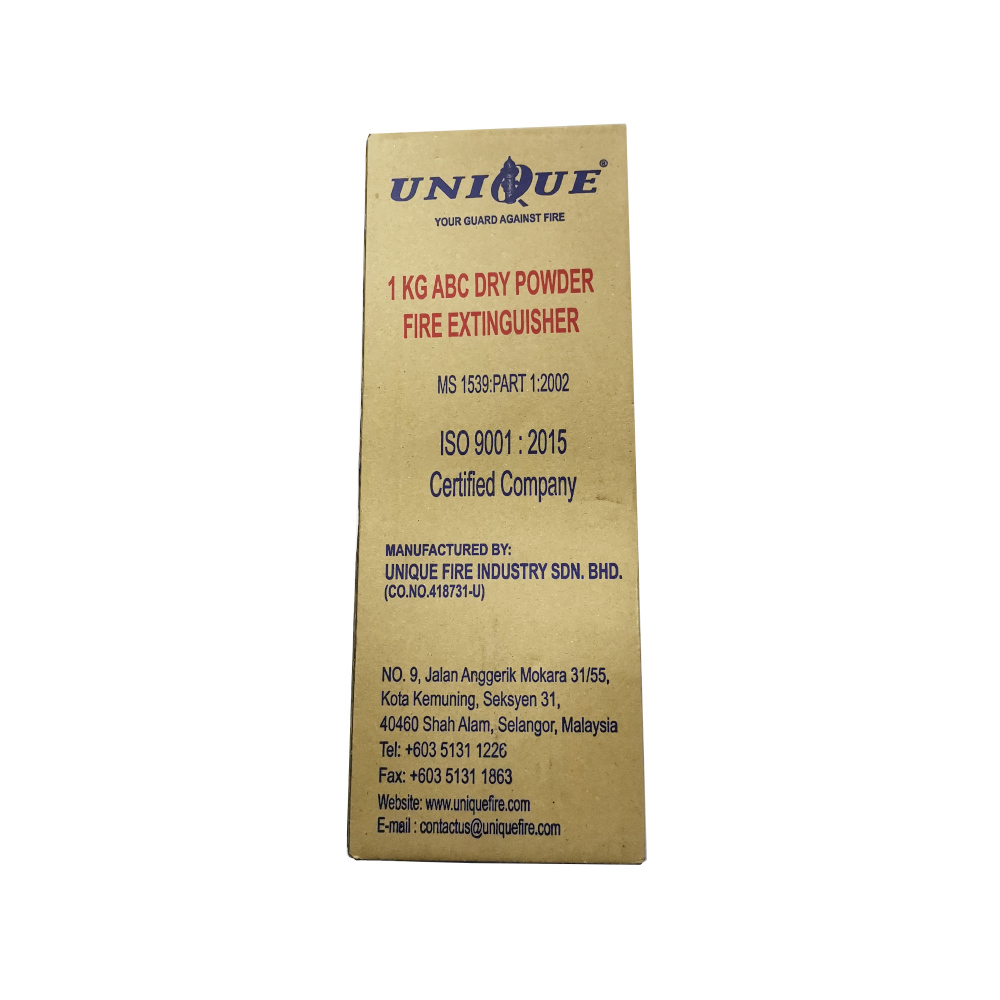 UNIQUE®
YOUR GUARD AGAINST FIRE
1 KG ABC DRY POWDER
FIRE EXTINGUISHER
MS 1539:PART 1:2002
ISO 9001 : 2015
Certified Company
MANUFACTURED BY:
UNIQUE FIRE INDUSTRY SDN. BHD.
(CO.NO.418731-U)
NO. 9, Jalan Anggerik Mokara 31/55,
Kota Kemuning, Seksyen 31,
40460 Shah Alam, Selangor, Malaysia
Tel: +603 5131 1226
Fax: +603 5131 1863
Website: www.uniquefire.com
E-mail : contactus@uniquefire.com